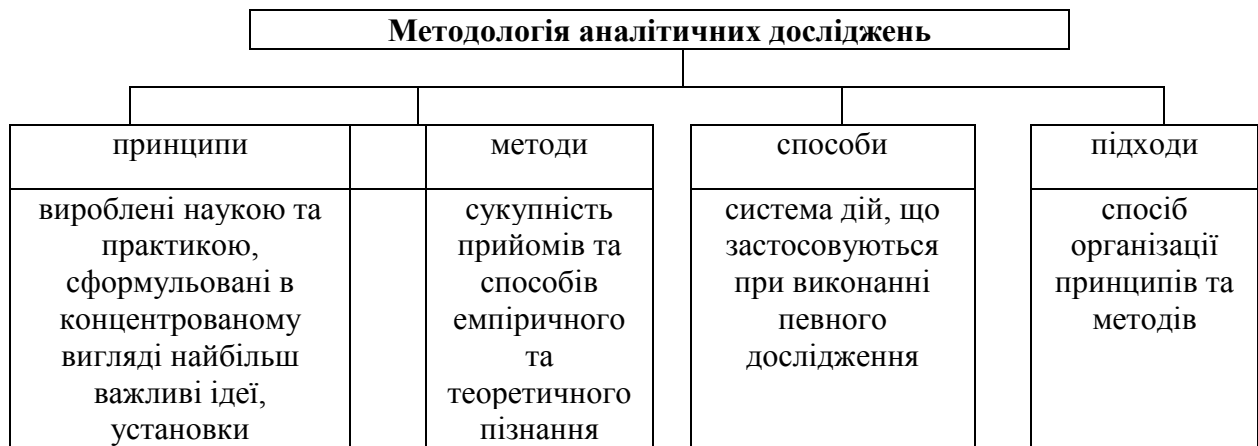 Методологія аналітичних досліджень
принципи
методи
способи
підходи
вироблені наукою та
практикою,
сформульовані в
концентрованому
вигляді найбільш
важливі ідеї,
установки
сукупність
прийомів та
способів
емпіричного
та
теоретичного
пізнання
система дій, що
застосовуються
при виконанні
певного
дослідження
спосіб
організації
принципів та
методів